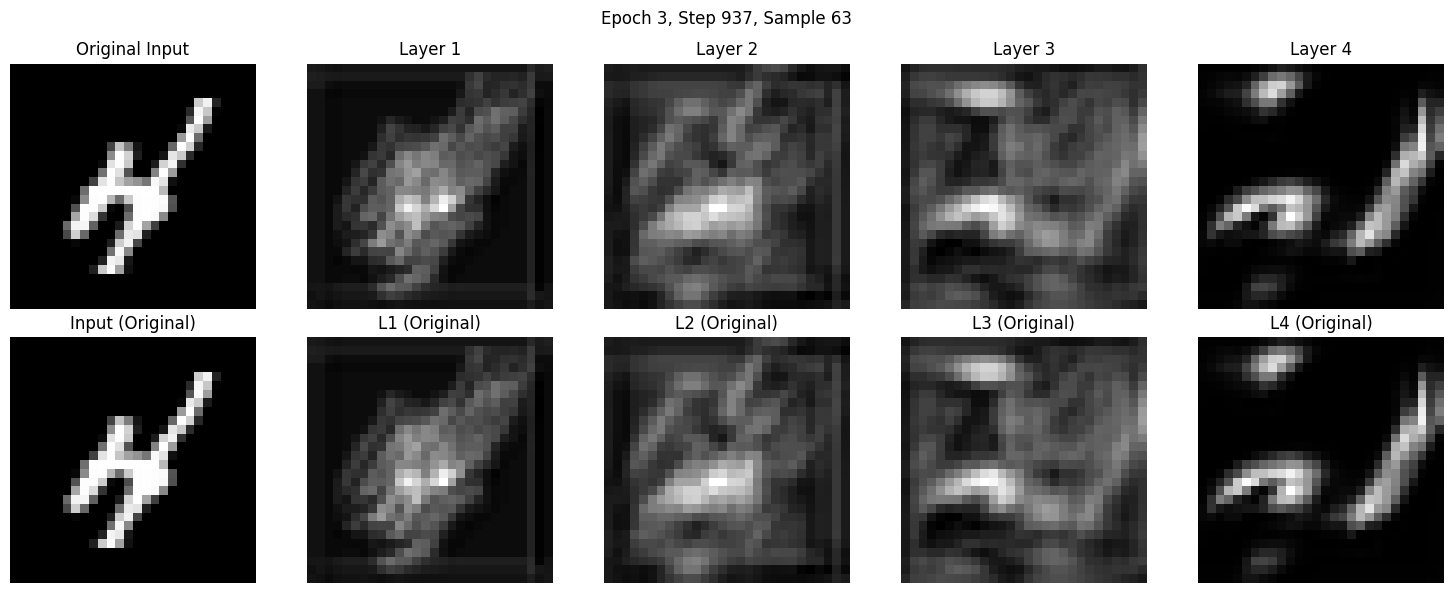 Epoch 3, Step 937, Sample 63
Original Input Layer 1 Layer 2 Layer 3 Layer 4
Input (Original) L1 (Original) L2 (Original) L3 (Original) L4 (Original)